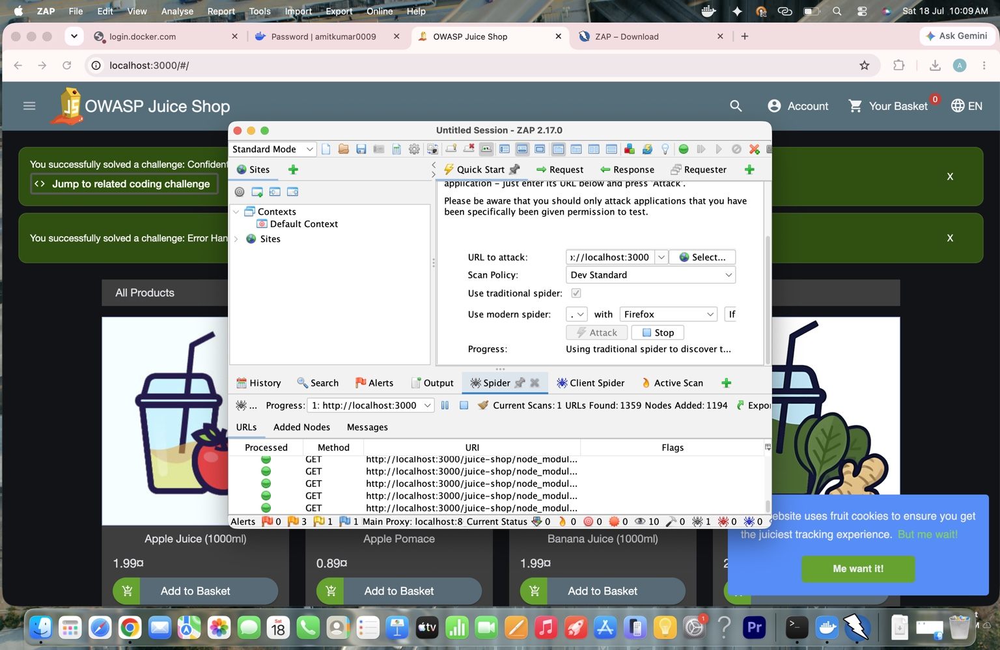 ZAP File Edit View Analyse Report Tools Import Export Online Help Sat 18 Jul 10:09 AM
login.docker.com Password | amitkumar0009 OWASP Juice Shop ZAP – Download Ask Gemini
localhost:3000/#/ A
OWASP Juice Shop Account Your Basket 0 EN
Untitled Session - ZAP 2.17.0
Standard Mode
You successfully solved a challenge: Confident
Jump to related coding challenge
X
You successfully solved a challenge: Error Han
X
Sites
Quick Start Request Response Requester
Contexts
Default Context
Sites
application – just enter its URL below and press 'Attack'.
Please be aware that you should only attack applications that you have
been specifically been given permission to test.
URL to attack: ://localhost:3000 Select...
Scan Policy: Dev Standard
Use traditional spider:
Use modern spider: . with Firefox If
Attack Stop
Progress: Using traditional spider to discover t...
History Search Alerts Output Spider Client Spider Active Scan
... Progress: 1: http://localhost:3000 Current Scans: 1 URLs Found: 1359 Nodes Added: 1194 Expo
URLs Added Nodes Messages
Processed Method URI Flags
GET http://localhost:3000/juice-shop/node_modul...
GET http://localhost:3000/juice-shop/node_modul...
GET http://localhost:3000/juice-shop/node_modul...
GET http://localhost:3000/juice-shop/node_modul...
GET http://localhost:3000/juice-shop/node_modul...
Alerts 0 3 1 1 Main Proxy: localhost:8 Current Status 0 0 0 0 10 0 1 0 0
All Products
Apple Juice (1000ml) Apple Pomace Banana Juice (1000ml)
1.99¤ 0.89¤ 1.99¤ 2
Add to Basket Add to Basket Add to Basket
ebsite uses fruit cookies to ensure you get
the juiciest tracking experience. But me wait!
Me want it!
Sat
18
tv
1
Pr